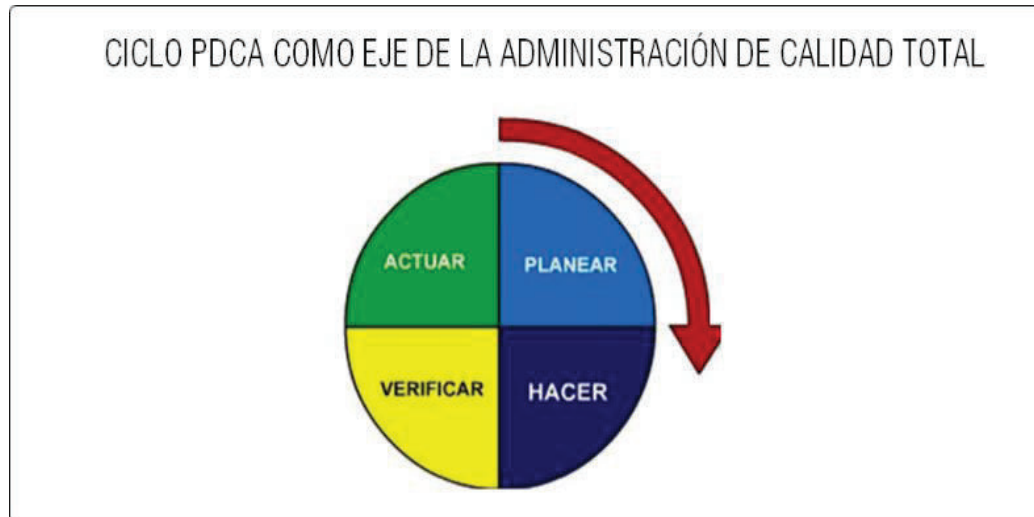 CICLO PDCA COMO EJE DE LA ADMINISTRACIÓN DE CALIDAD TOTAL
ACTUAR
PLANEAR
VERIFICAR
HACER